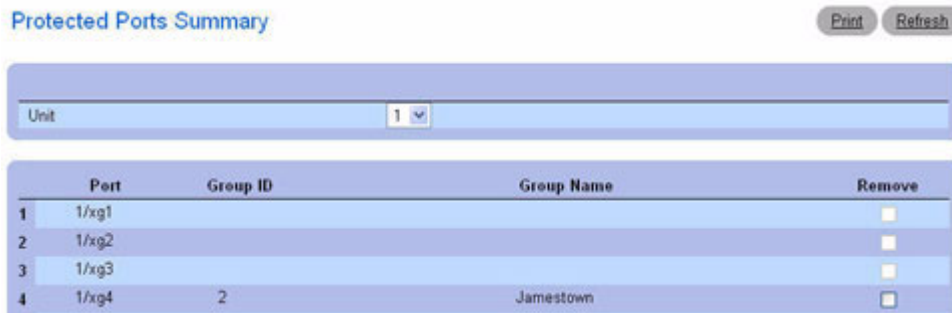 Protected Ports Summary Print Refresh
Unit 1
Port Group ID Group Name Remove
1 1/xg1
2 1/xg2
3 1/xg3
4 1/xg4 2 Jamestown